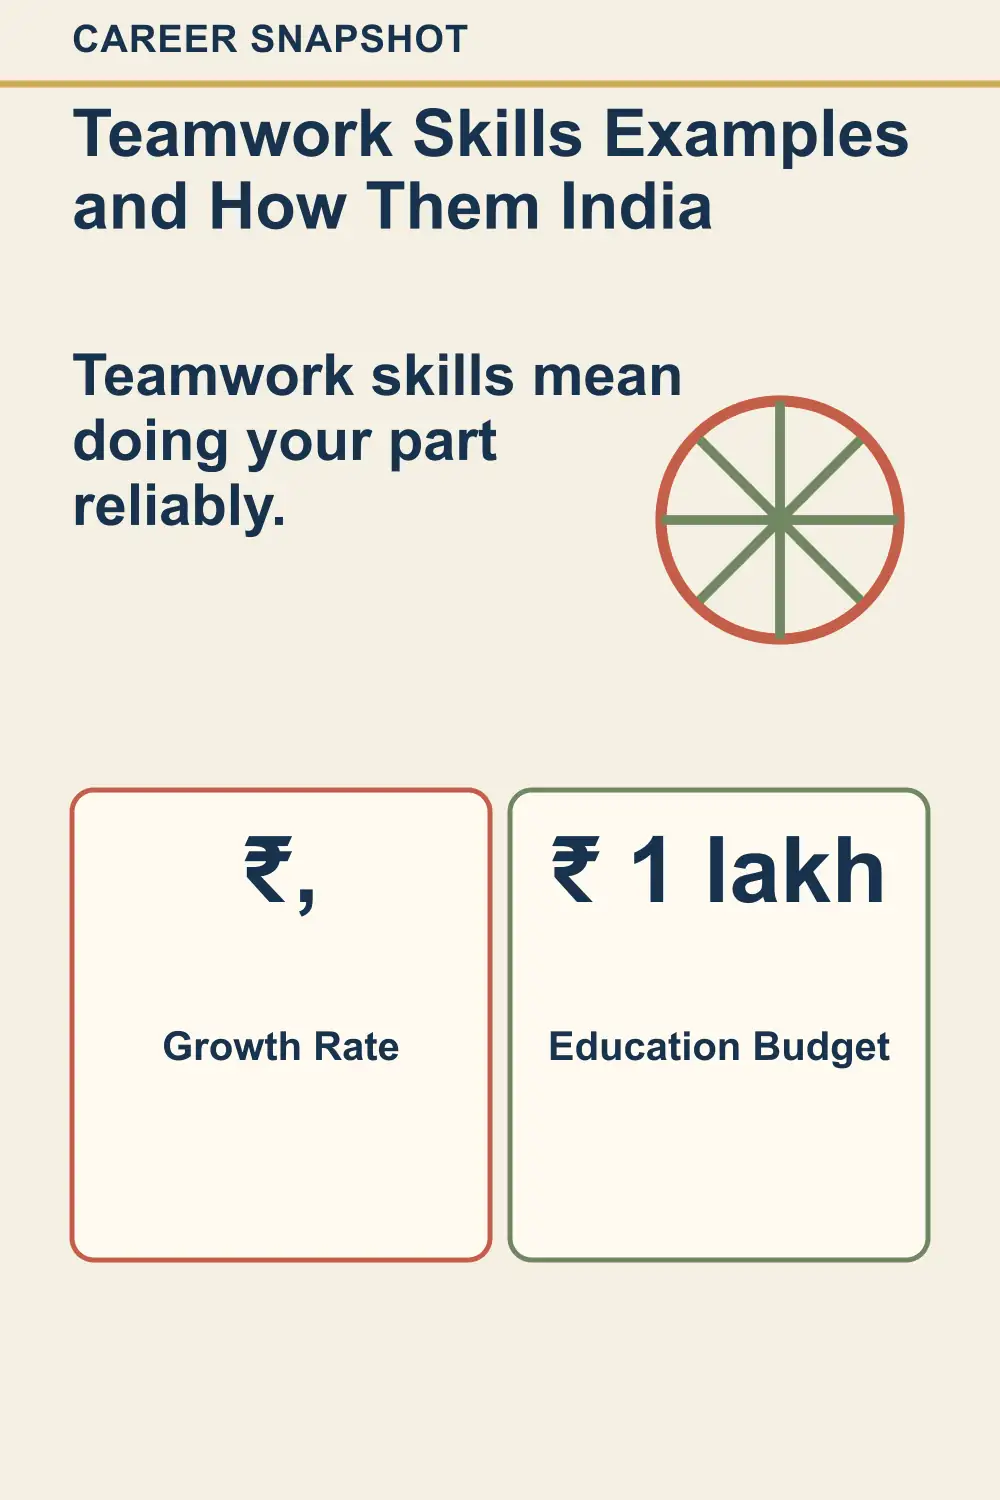 CAREER SNAPSHOT
Teamwork Skills Examples
and How Them India
Teamwork skills mean
doing your part
reliably.
₹,
Growth Rate
₹ 1 lakh
Education Budget